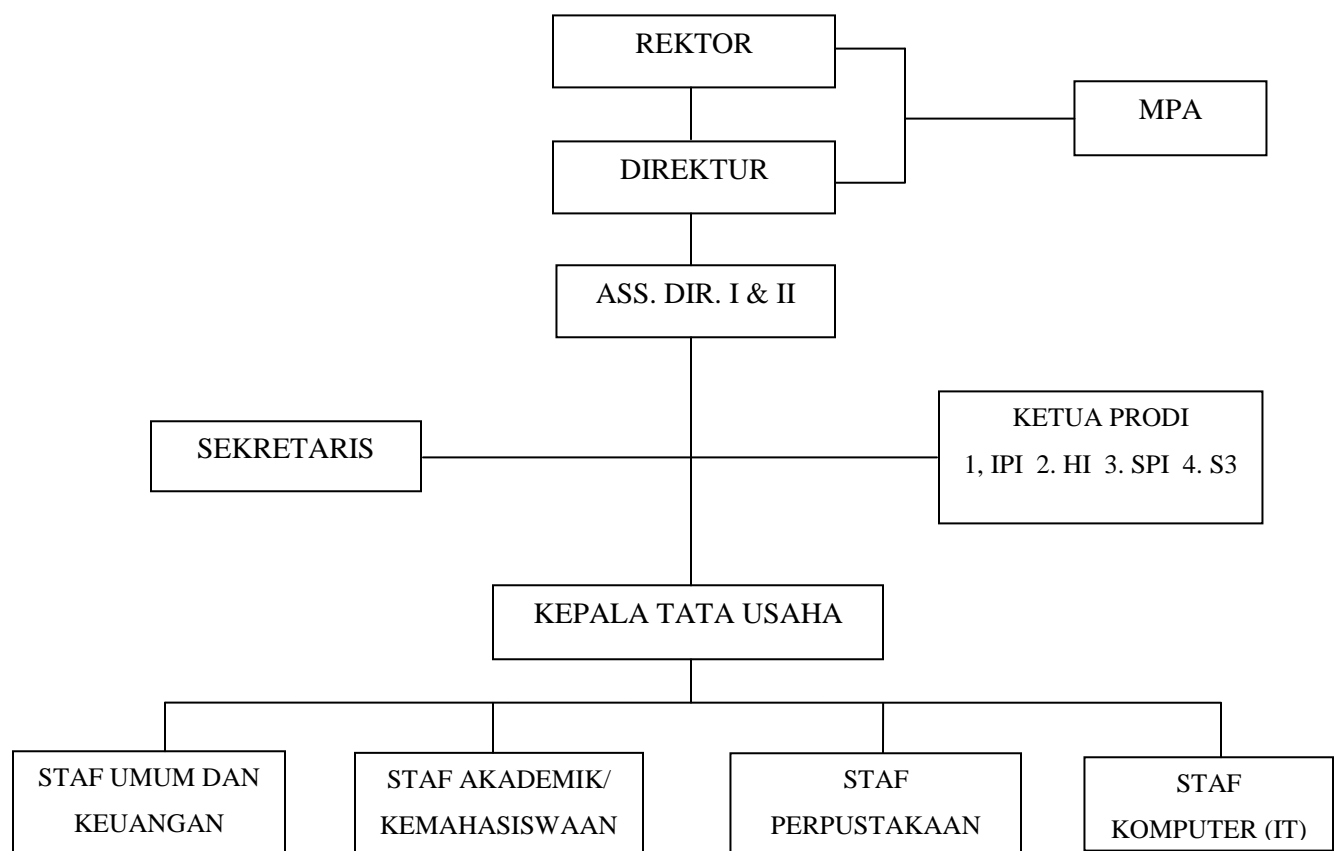 REKTOR
MPA
DIREKTUR
ASS. DIR. I & II
SEKRETARIS
KETUA PRODI
1, IPI 2. HI 3. SPI 4. S3
KEPALA TATA USAHA
STAF UMUM DAN
KEUANGAN
STAF AKADEMIK/
KEMAHASISWAAN
STAF
PERPUSTAKAAN
STAF
KOMPUTER (IT)